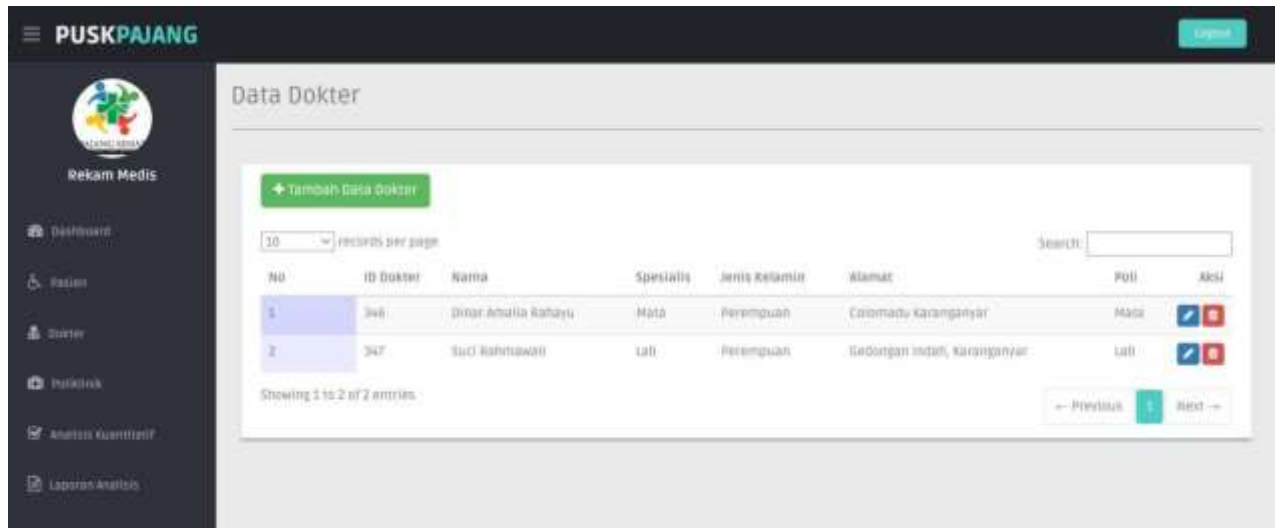 PUSKPAJANG
Logout
Rekam Medis
Dashboard
Pasien
Dokter
Poliklinik
Analisis Kuantitatif
Laporan Analisis
Data Dokter
Tambah Data Dokter
10 records per page
Search:
No ID Dokter Nama Spesialis Jenis Kelamin Alamat Poli Aksi
1 346 Dinar Amalia Rahayu Mata Perempuan Colomadu Karanganyar Mata
2 347 Suci Rahmawati Lab Perempuan Gedongan Indah, Karanganyar Lab
Showing 1 to 2 of 2 entries
← Previous 1 Next →